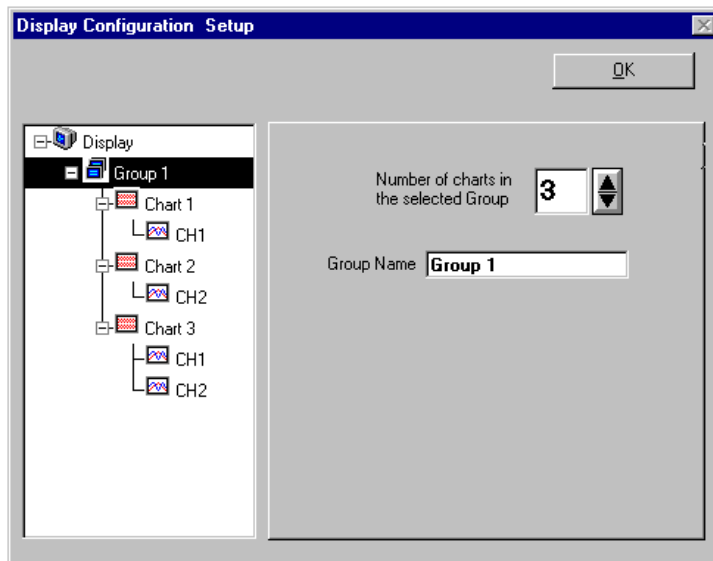 Display Configuration  Setup
OK
Display
Group 1
Chart 1
CH1
Chart 2
CH2
Chart 3
CH1
CH2
Number of charts in
the selected Group
3
Group Name
Group 1